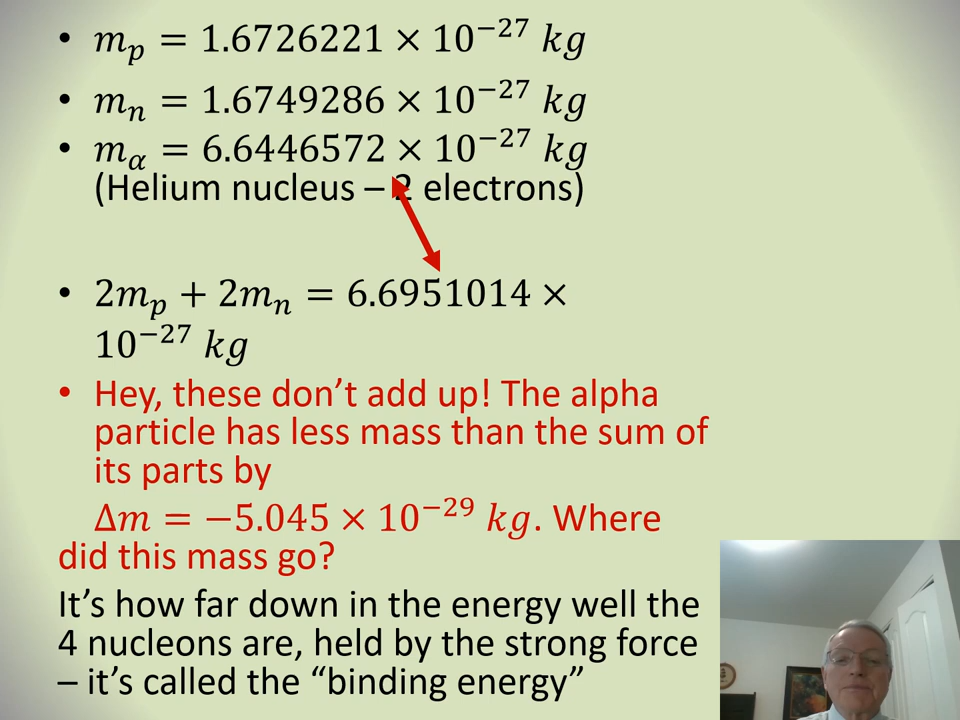 • 𝑚ₚ = 1.6726221 × 10⁻²⁷ 𝑘𝑔
• 𝑚ₙ = 1.6749286 × 10⁻²⁷ 𝑘𝑔
• 𝑚_α = 6.6446572 × 10⁻²⁷ 𝑘𝑔
(Helium nucleus – 2 electrons)
• 2𝑚ₚ + 2𝑚ₙ = 6.6951014 ×
10⁻²⁷ 𝑘𝑔
• Hey, these don’t add up! The alpha
particle has less mass than the sum of
its parts by
Δ𝑚 = −5.045 × 10⁻²⁹ 𝑘𝑔. Where
did this mass go?
It’s how far down in the energy well the
4 nucleons are, held by the strong force
– it’s called the “binding energy”